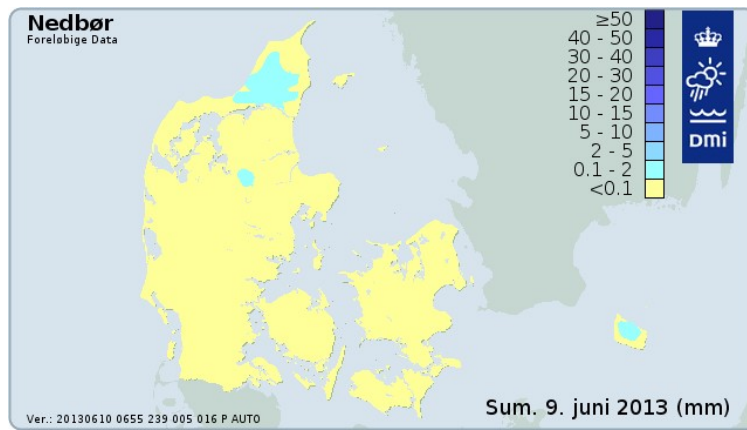 Nedbør
Foreløbige Data
≥50
40 - 50
30 - 40
20 - 30
15 - 20
10 - 15
5 - 10
2 - 5
0.1 - 2
<0.1
DMI
Sum. 9. juni 2013 (mm)
Ver.: 20130610 0655 239 005 016 P AUTO